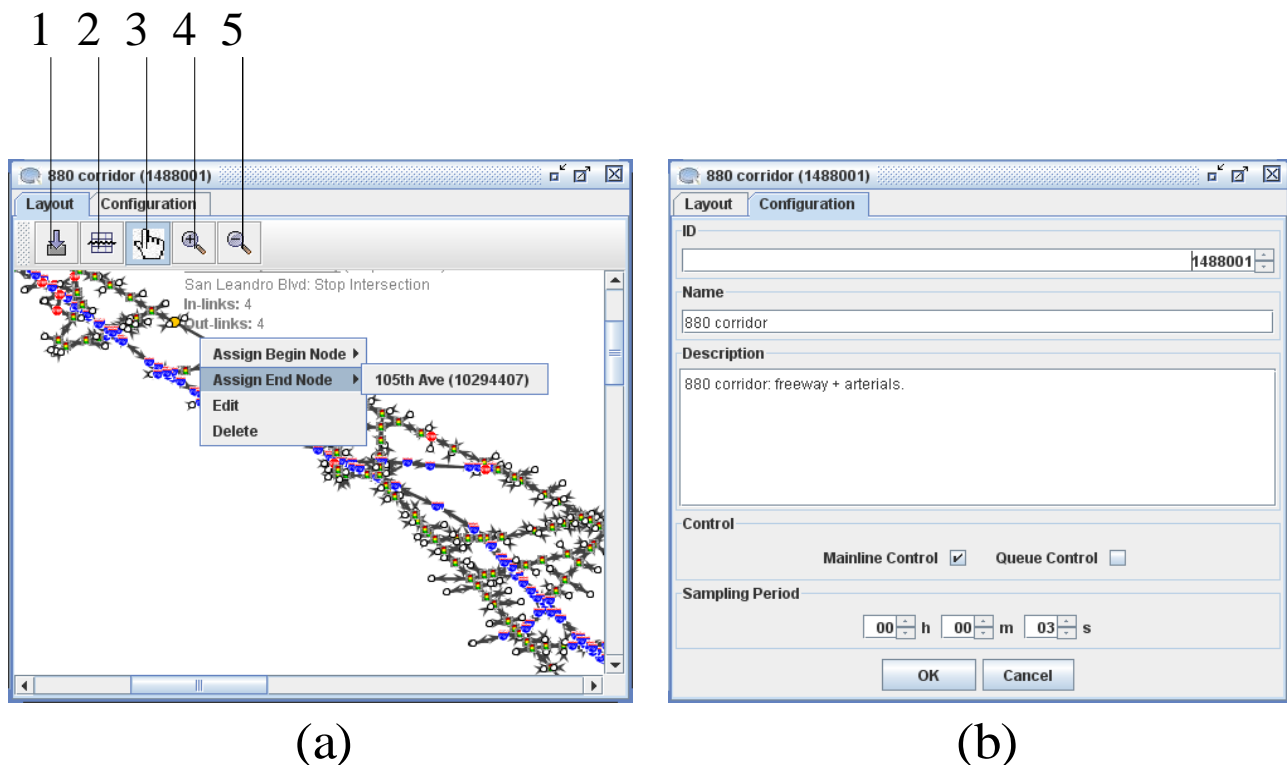 1 2 3 4 5
880 corridor (1488001)
Layout Configuration
San Leandro Blvd: Stop Intersection
In-links: 4
Out-links: 4
Assign Begin Node
Assign End Node
105th Ave (10294407)
Edit
Delete
(a)
880 corridor (1488001)
Layout Configuration
ID
1488001
Name
880 corridor
Description
880 corridor: freeway + arterials.
Control
Mainline Control Queue Control
Sampling Period
00 h 00 m 03 s
OK Cancel
(b)